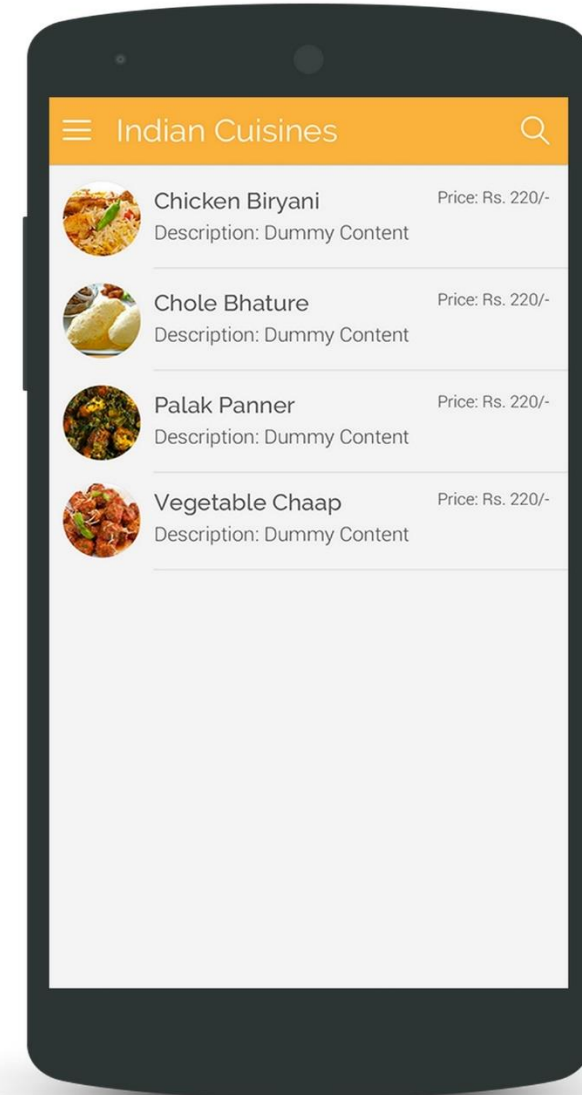 Indian Cuisines
Chicken Biryani Price: Rs. 220/-
Description: Dummy Content
Chole Bhature Price: Rs. 220/-
Description: Dummy Content
Palak Panner Price: Rs. 220/-
Description: Dummy Content
Vegetable Chaap Price: Rs. 220/-
Description: Dummy Content